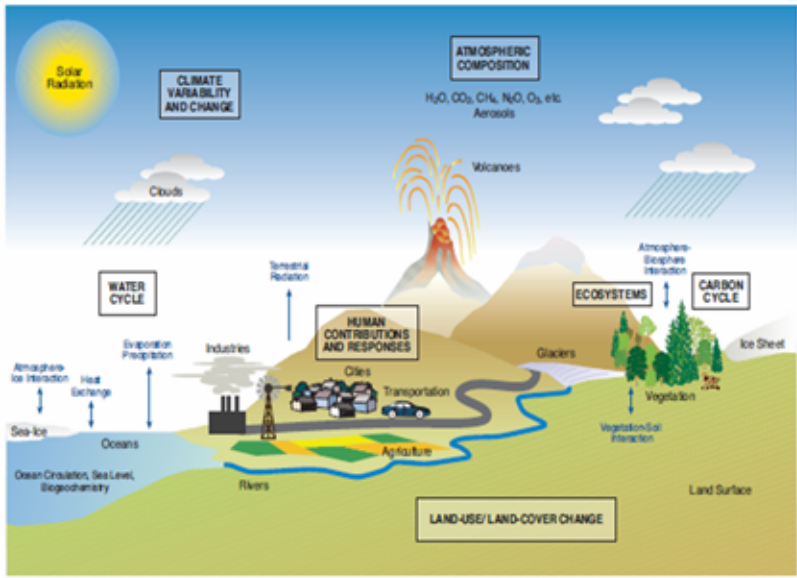 Solar
Radiation
CLIMATE
VARIABILITY
AND CHANGE
ATMOSPHERIC
COMPOSITION
H₂O, CO₂, CH₄, N₂O, O₃, etc.
Aerosols
Volcanoes
Clouds
Atmosphere-
Biosphere
Interaction
Terrestrial
Radiation
WATER
CYCLE
ECOSYSTEMS
CARBON
CYCLE
HUMAN
CONTRIBUTIONS
AND RESPONSES
Evaporation
Precipitation
Industries
Glaciers
Ice Sheet
Atmosphere-
Ice Interaction
Heat
Exchange
Cities
Transportation
Vegetation
Sea-Ice
Oceans
Vegetation-Soil
Interaction
Agriculture
Ocean Circulation, Sea Level,
Biogeochemistry
Rivers
Land Surface
LAND-USE/ LAND-COVER CHANGE